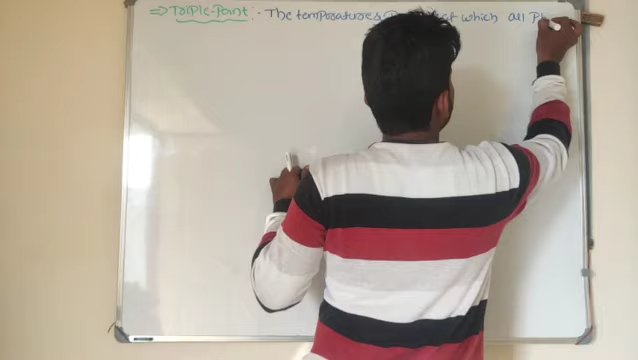 ⇒ Triple-Point :- The temperatures at which all Ph